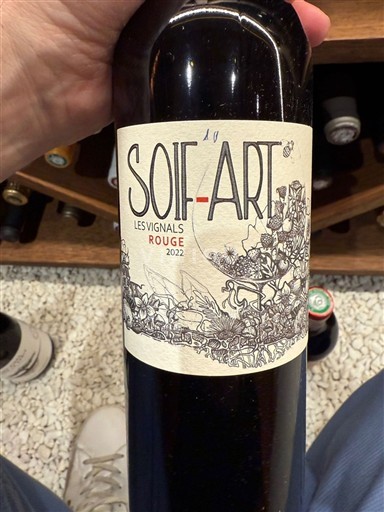 SOIF-ART
LES VIGNALS
ROUGE
2022